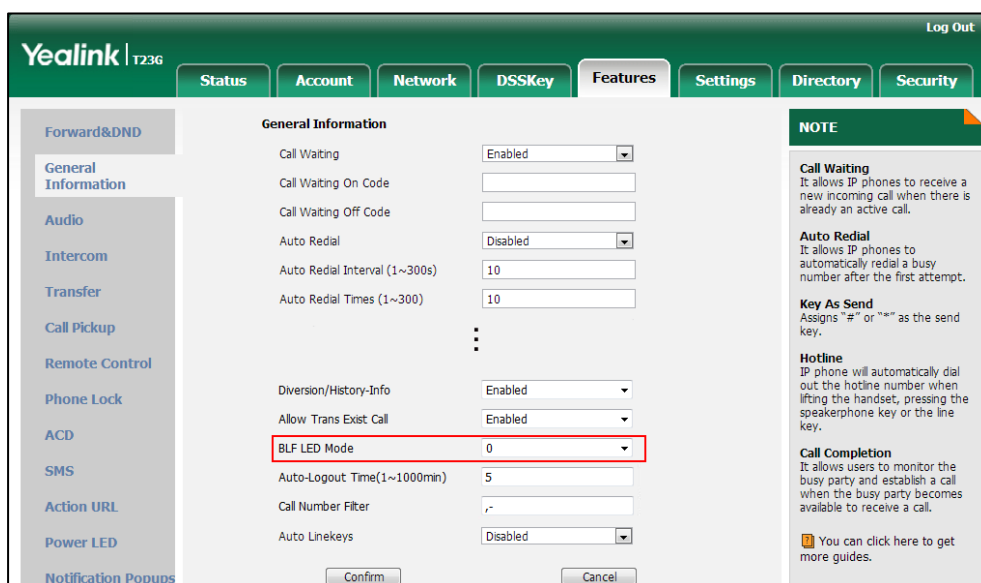 Log Out
Yealink | T23G
Status Account Network DSSKey Features Settings Directory Security
Forward&DND
General
Information
Audio
Intercom
Transfer
Call Pickup
Remote Control
Phone Lock
ACD
SMS
Action URL
Power LED
Notification Popups
General Information
Call Waiting Enabled
Call Waiting On Code
Call Waiting Off Code
Auto Redial Disabled
Auto Redial Interval (1~300s) 10
Auto Redial Times (1~300) 10
Diversion/History-Info Enabled
Allow Trans Exist Call Enabled
BLF LED Mode 0
Auto-Logout Time(1~1000min) 5
Call Number Filter ,-
Auto Linekeys Disabled
Confirm Cancel
NOTE
Call Waiting
It allows IP phones to receive a
new incoming call when there is
already an active call.
Auto Redial
It allows IP phones to
automatically redial a busy
number after the first attempt.
Key As Send
Assigns "#" or "*" as the send
key.
Hotline
IP phone will automatically dial
out the hotline number when
lifting the handset, pressing the
speakerphone key or the line
key.
Call Completion
It allows users to monitor the
busy party and establish a call
when the busy party becomes
available to receive a call.
You can click here to get
more guides.